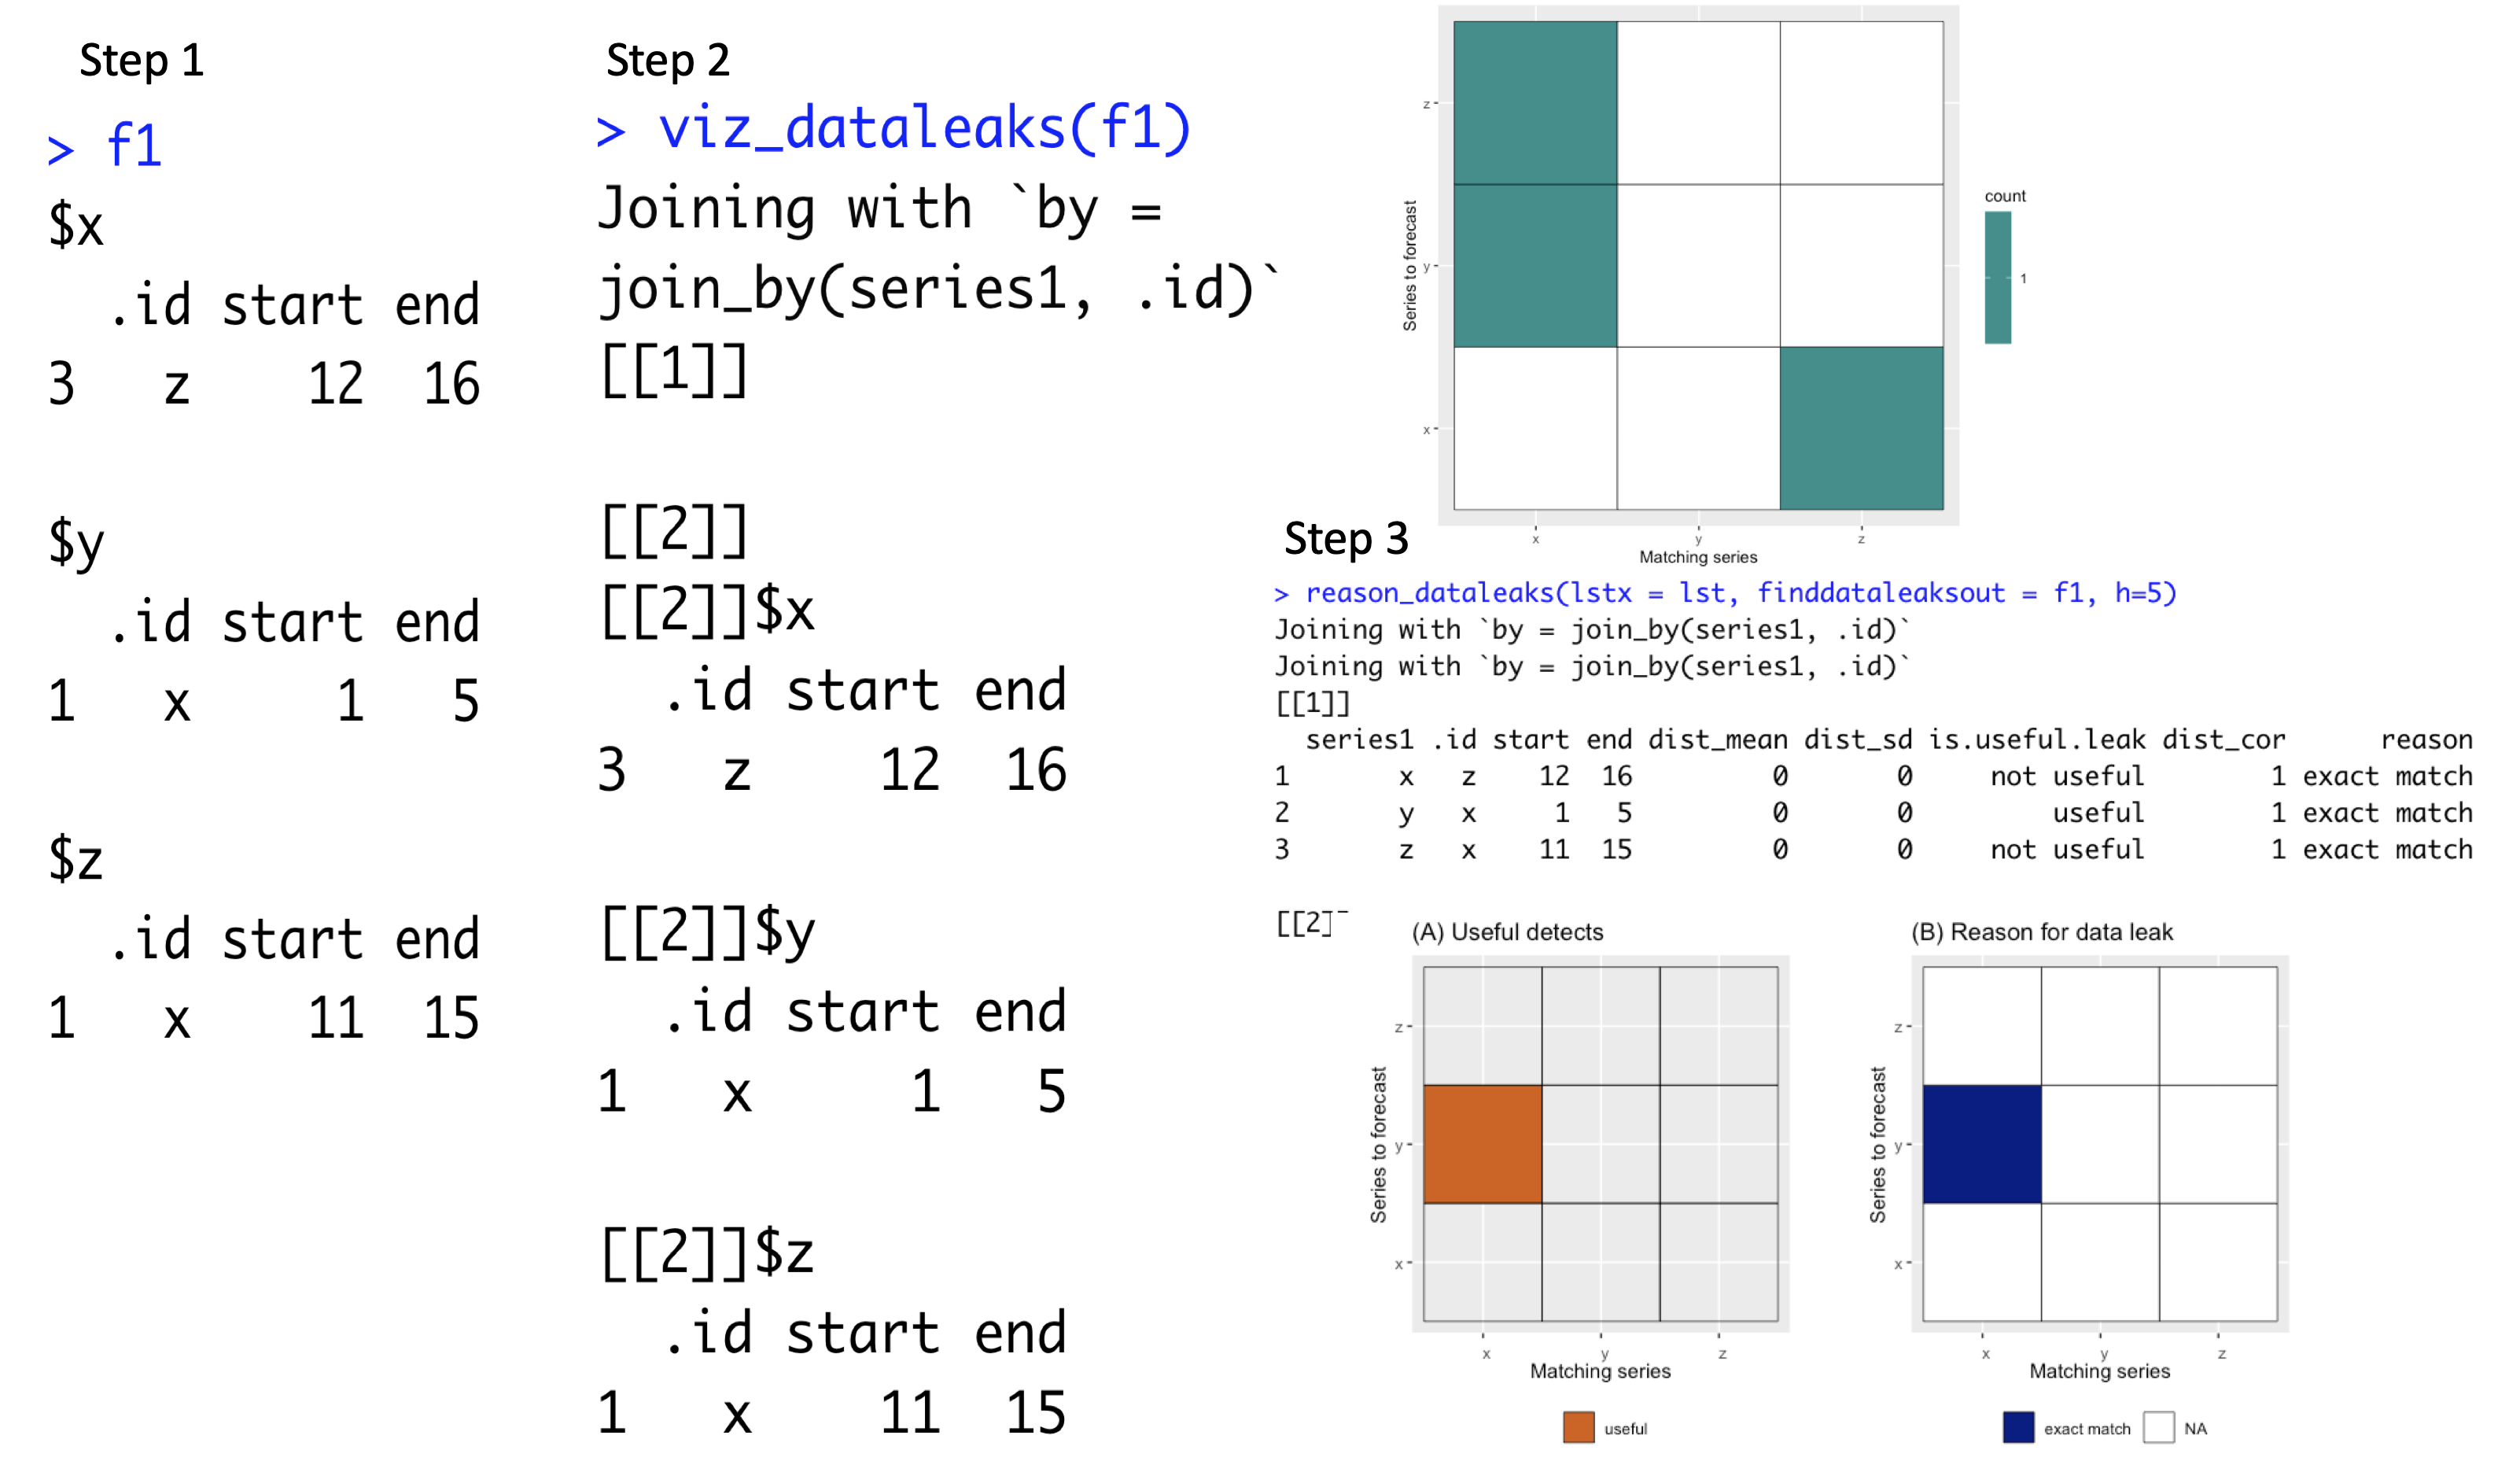 Step 1
> f1
$x
  .id start end
3   z    12  16
$y
  .id start end
1   x     1   5
$z
  .id start end
1   x    11  15
Step 2
> viz_dataleaks(f1)
Joining with `by =
join_by(series1, .id)`
[[1]]
[[2]]
[[2]]$x
  .id start end
3   z    12  16
[[2]]$y
  .id start end
1   x     1   5
[[2]]$z
  .id start end
1   x    11  15
Series to forecast
z
y
x
x y z
Matching series
count
1
Step 3
> reason_dataleaks(lstx = lst, finddataleaksout = f1, h=5)
Joining with `by = join_by(series1, .id)`
Joining with `by = join_by(series1, .id)`
[[1]]
  series1 .id start end dist_mean dist_sd is.useful.leak dist_cor      reason
1       x   z    12  16         0       0     not useful        1 exact match
2       y   x     1   5         0       0         useful        1 exact match
3       z   x    11  15         0       0     not useful        1 exact match
[[2]
(A) Useful detects
Series to forecast
z
y
x
x y z
Matching series
useful
(B) Reason for data leak
Series to forecast
z
y
x
x y z
Matching series
exact match NA